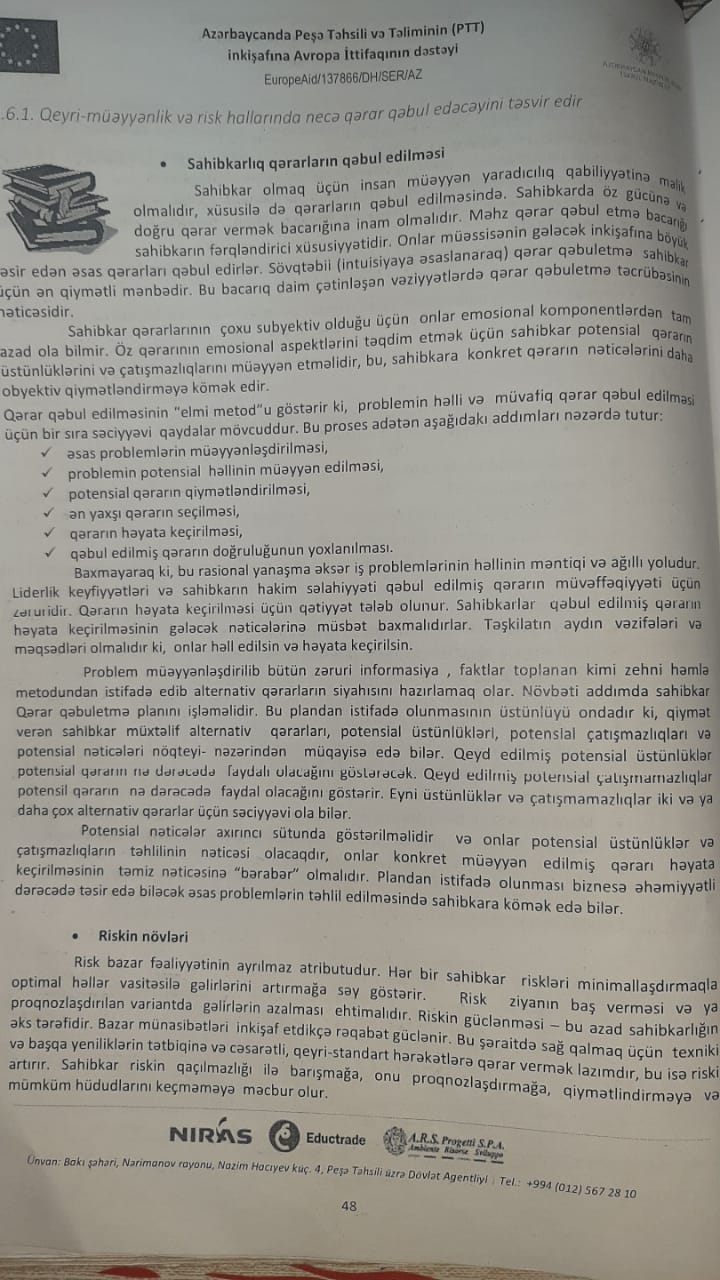 Azərbaycanda Peşə Təhsili və Təliminin (PTT)
inkişafına Avropa İttifaqının dəstəyi
EuropeAid/137866/DH/SER/AZ
.6.1. Qeyri-müəyyənlik və risk hallarında necə qərar qəbul edəcəyini təsvir edir
• Sahibkarlıq qərarların qəbul edilməsi
Sahibkar olmaq üçün insan müəyyən yaradıcılıq qabiliyyətinə malik
olmalıdır, xüsusilə də qərarların qəbul edilməsində. Sahibkarda öz gücünə və
doğru qərar vermək bacarığına inam olmalıdır. Məhz qərar qəbul etmə bacarığı
sahibkarın fərqləndirici xüsusiyyətidir. Onlar müəssisənin gələcək inkişafına böyük
əsir edən əsas qərarları qəbul edirlər. Sövqtəbii (intuisiyaya əsaslanaraq) qərar qəbuletmə sahibkar
üçün ən qiymətli mənbədir. Bu bacarıq daim çətinləşən vəziyyətlərdə qərar qəbuletmə təcrübəsinin
nəticəsidir.
Sahibkar qərarlarının çoxu subyektiv olduğu üçün onlar emosional komponentlərdən tam
azad ola bilmir. Öz qərarının emosional aspektlərini təqdim etmək üçün sahibkar potensial qərarın
üstünlüklərini və çatışmazlıqlarını müəyyən etməlidir, bu, sahibkara konkret qərarın nəticələrini daha
obyektiv qiymətləndirməyə kömək edir.
Qərar qəbul edilməsinin "elmi metod"u göstərir ki, problemin həlli və müvafiq qərar qəbul edilməsi
üçün bir sıra səciyyəvi qaydalar mövcuddur. Bu proses adətən aşağıdakı addımları nəzərdə tutur:
✓ əsas problemlərin müəyyənləşdirilməsi,
✓ problemin potensial həllinin müəyyən edilməsi,
✓ potensial qərarın qiymətləndirilməsi,
✓ ən yaxşı qərarın seçilməsi,
✓ qərarın həyata keçirilməsi,
✓ qəbul edilmiş qərarın doğruluğunun yoxlanılması.
Baxmayaraq ki, bu rasional yanaşma əksər iş problemlərinin həllinin məntiqi və ağıllı yoludur.
Liderlik keyfiyyətləri və sahibkarın hakim səlahiyyəti qəbul edilmiş qərarın müvəffəqiyyəti üçün
zəruridir. Qərarın həyata keçirilməsi üçün qətiyyət tələb olunur. Sahibkarlar qəbul edilmiş qərarın
həyata keçirilməsinin gələcək nəticələrinə müsbət baxmalıdırlar. Təşkilatın aydın vəzifələri və
məqsədləri olmalıdır ki, onlar həll edilsin və həyata keçirilsin.
Problem müəyyənləşdirilib bütün zəruri informasiya , faktlar toplanan kimi zehni həmlə
metodundan istifadə edib alternativ qərarların siyahısını hazırlamaq olar. Növbəti addımda sahibkar
Qərar qəbuletmə planını işləməlidir. Bu plandan istifadə olunmasının üstünlüyü ondadır ki, qiymət
verən sahibkar müxtəlif alternativ qərarları, potensial üstünlükləri, potensial çatışmazlıqları və
potensial nəticələri nöqteyi- nəzərindən müqayisə edə bilər. Qeyd edilmiş potensial üstünlüklər
potensial qərarın nə dərəcədə faydalı olacağını göstərəcək. Qeyd edilmiş potensial çatışmamazlıqlar
potensil qərarın nə dərəcədə faydal olacağını göstərir. Eyni üstünlüklər və çatışmamazlıqlar iki və ya
daha çox alternativ qərarlar üçün səciyyəvi ola bilər.
Potensial nəticələr axırıncı sütunda göstərilməlidir və onlar potensial üstünlüklər və
çatışmazlıqların təhlilinin nəticəsi olacaqdır, onlar konkret müəyyən edilmiş qərarı həyata
keçirilməsinin təmiz nəticəsinə "bərabər" olmalıdır. Plandan istifadə olunması biznesə əhəmiyyətli
dərəcədə təsir edə biləcək əsas problemlərin təhlil edilməsində sahibkara kömək edə bilər.
• Riskin növləri
Risk bazar fəaliyyətinin ayrılmaz atributudur. Hər bir sahibkar riskləri minimallaşdırmaqla
optimal həllər vasitəsilə gəlirlərini artırmağa səy göstərir. Risk ziyanın baş verməsi və ya
proqnozlaşdırılan variantda gəlirlərin azalması ehtimalıdır. Riskin güclənməsi – bu azad sahibkarlığın
əks tərəfidir. Bazar münasibətləri inkişaf etdikçə rəqabət güclənir. Bu şəraitdə sağ qalmaq üçün texniki
və başqa yeniliklərin tətbiqinə və cəsarətli, qeyri-standart hərəkətlərə qərar vermək lazımdır, bu isə riski
artırır. Sahibkar riskin qaçılmazlığı ilə barışmağa, onu proqnozlaşdırmağa, qiymətlindirməyə və
mümküm hüdudlarını keçməməyə məcbur olur.
NIRAS Eductrade A.R.S. Progetti S.P.A.
Ambiente Risorse Sviluppo
Ünvan: Bakı şəhəri, Nərimanov rayonu, Nazim Hacıyev küç. 4, Peşə Təhsili üzrə Dövlət Agentliyi | Tel.: +994 (012) 567 28 10
48